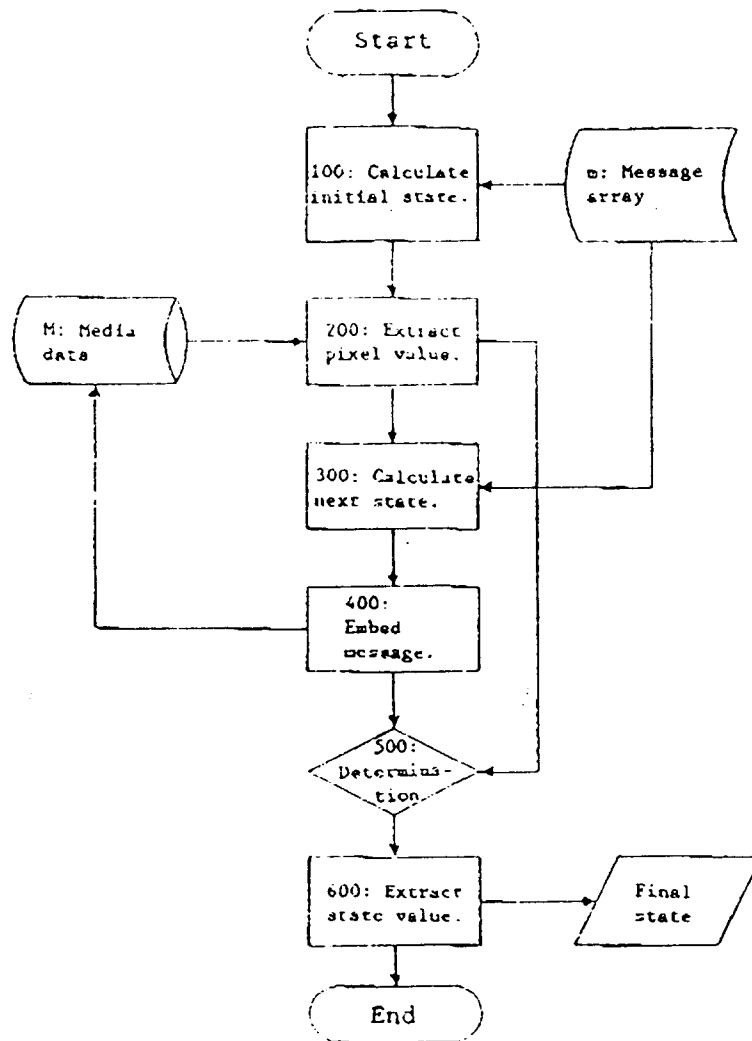 Start
100: Calculate
initial state.
m: Message
array
M: Media
data
200: Extract
pixel value.
300: Calculate
next state.
400:
Embed
message.
500:
Determina-
tion
600: Extract
state value.
Final
state
End